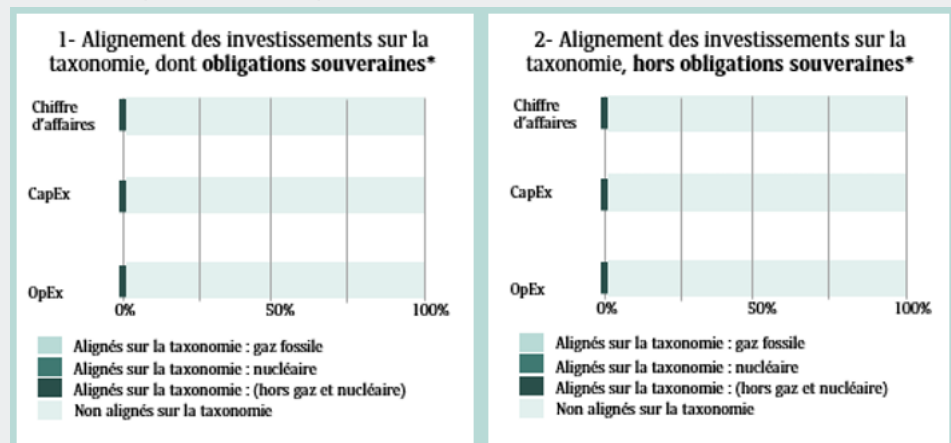 1- Alignement des investissements sur la
taxonomie, dont obligations souveraines*
Chiffre
d'affaires
CapEx
OpEx
0%
50%
100%
Alignés sur la taxonomie : gaz fossile
Alignés sur la taxonomie : nucléaire
Alignés sur la taxonomie : (hors gaz et nucléaire)
Non alignés sur la taxonomie
2- Alignement des investissements sur la
taxonomie, hors obligations souveraines*
Chiffre
d'affaires
CapEx
OpEx
0%
50%
100%
Alignés sur la taxonomie : gaz fossile
Alignés sur la taxonomie : nucléaire
Alignés sur la taxonomie : (hors gaz et nucléaire)
Non alignés sur la taxonomie